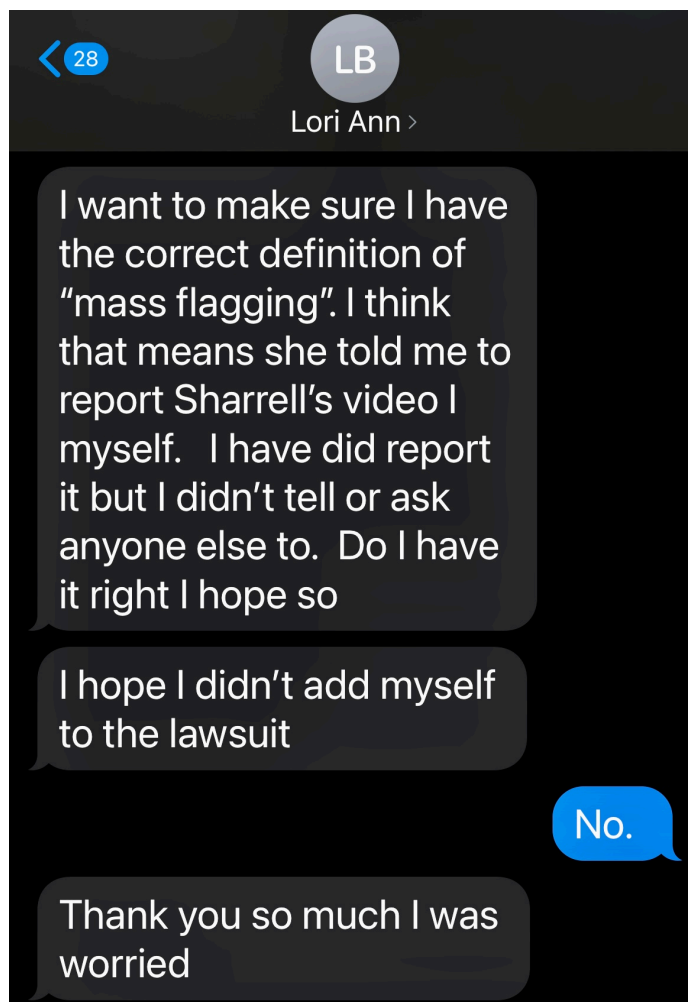 28
LB
Lori Ann
I want to make sure I have
the correct definition of
“mass flagging”. I think
that means she told me to
report Sharrell’s video I
myself.   I have did report
it but I didn’t tell or ask
anyone else to.  Do I have
it right I hope so
I hope I didn’t add myself
to the lawsuit
No.
Thank you so much I was
worried